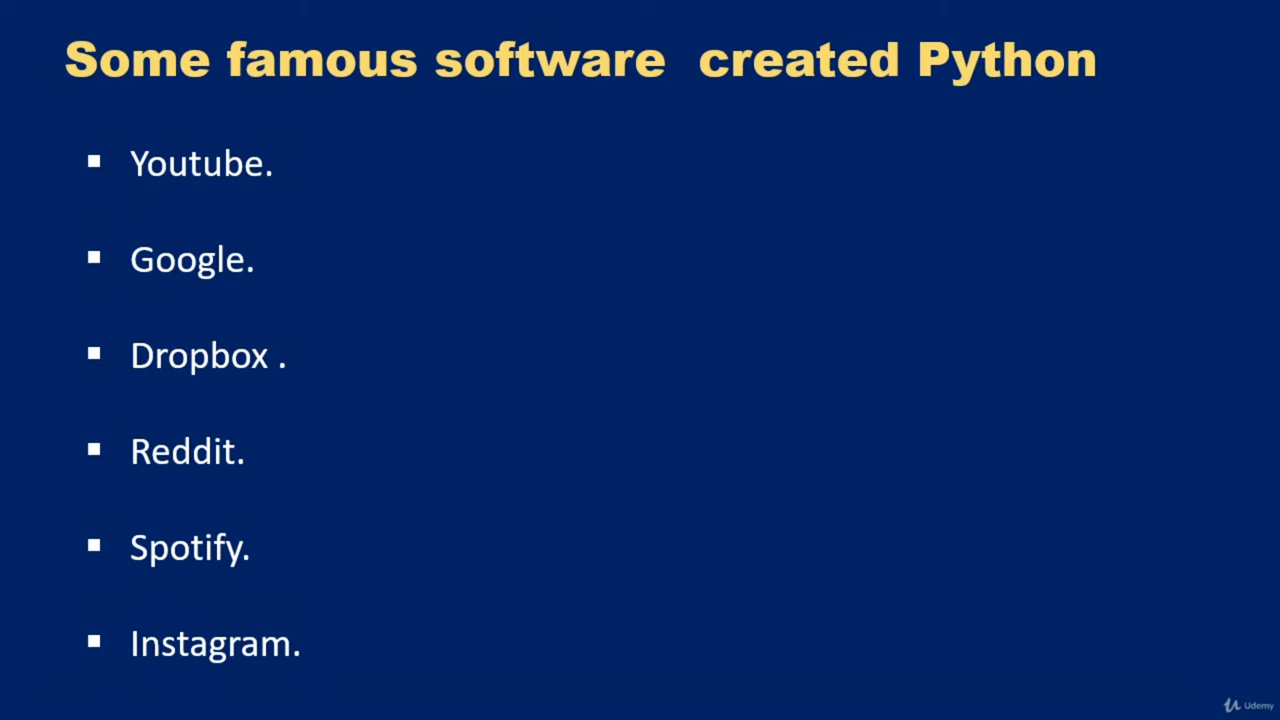 Some famous software  created Python
▪ Youtube.
▪ Google.
▪ Dropbox .
▪ Reddit.
▪ Spotify.
▪ Instagram.
Udemy